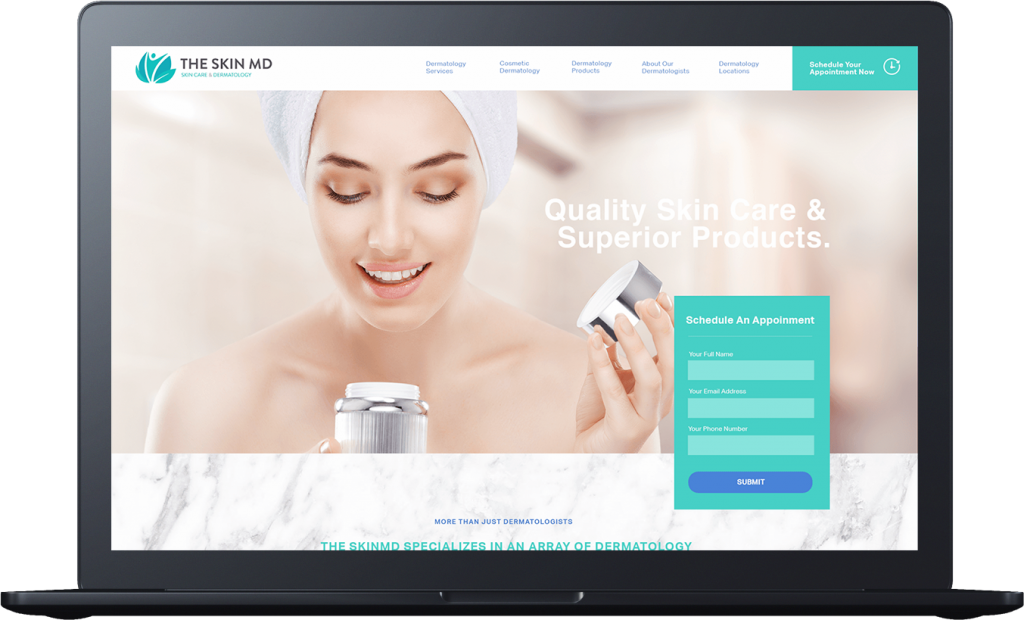 THE SKIN MD
SKIN CARE & DERMATOLOGY
Dermatology
Services
Cosmetic
Dermatology
Dermatology
Products
About Our
Dermatologists
Dermatology
Locations
Schedule Your
Appointment Now
Quality Skin Care &
Superior Products.
Schedule An Appoinment
Your Full Name
Your Email Address
Your Phone Number
SUBMIT
MORE THAN JUST DERMATOLOGISTS
THE SKINMD SPECIALIZES IN AN ARRAY OF DERMATOLOGY